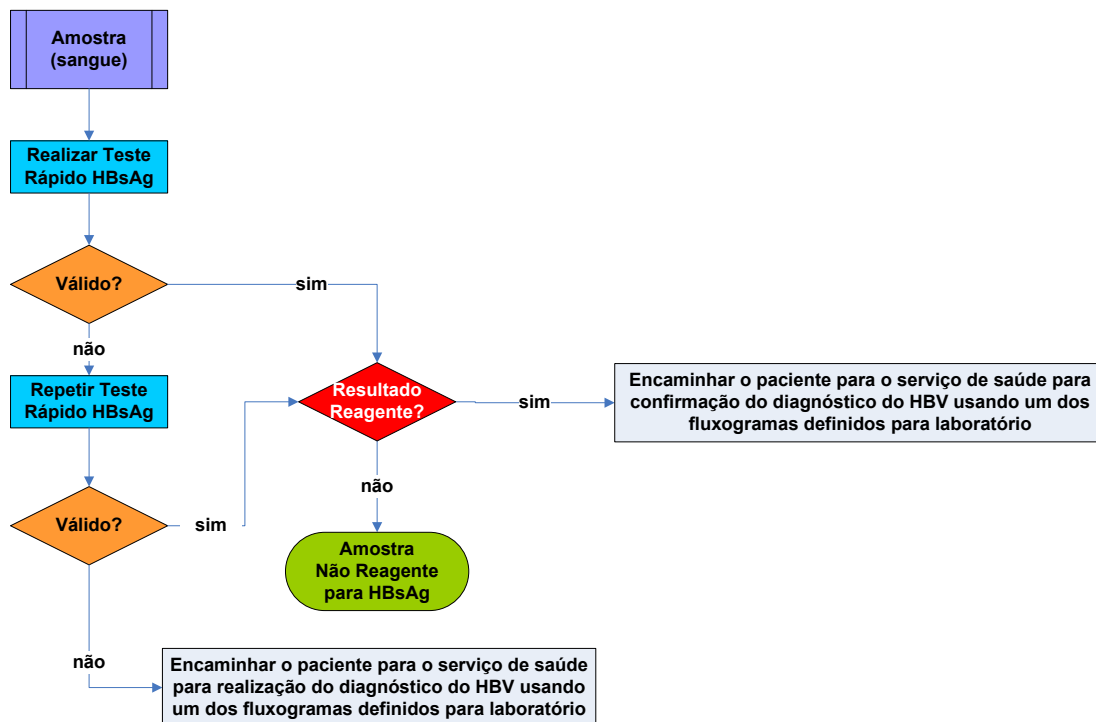 Amostra
(sangue)
Realizar Teste
Rápido HBsAg
Válido?
sim
não
Repetir Teste
Rápido HBsAg
Resultado
Reagente?
sim
Encaminhar o paciente para o serviço de saúde para
confirmação do diagnóstico do HBV usando um dos
fluxogramas definidos para laboratório
não
Válido?
sim
Amostra
Não Reagente
para HBsAg
não
Encaminhar o paciente para o serviço de saúde
para realização do diagnóstico do HBV usando
um dos fluxogramas definidos para laboratório